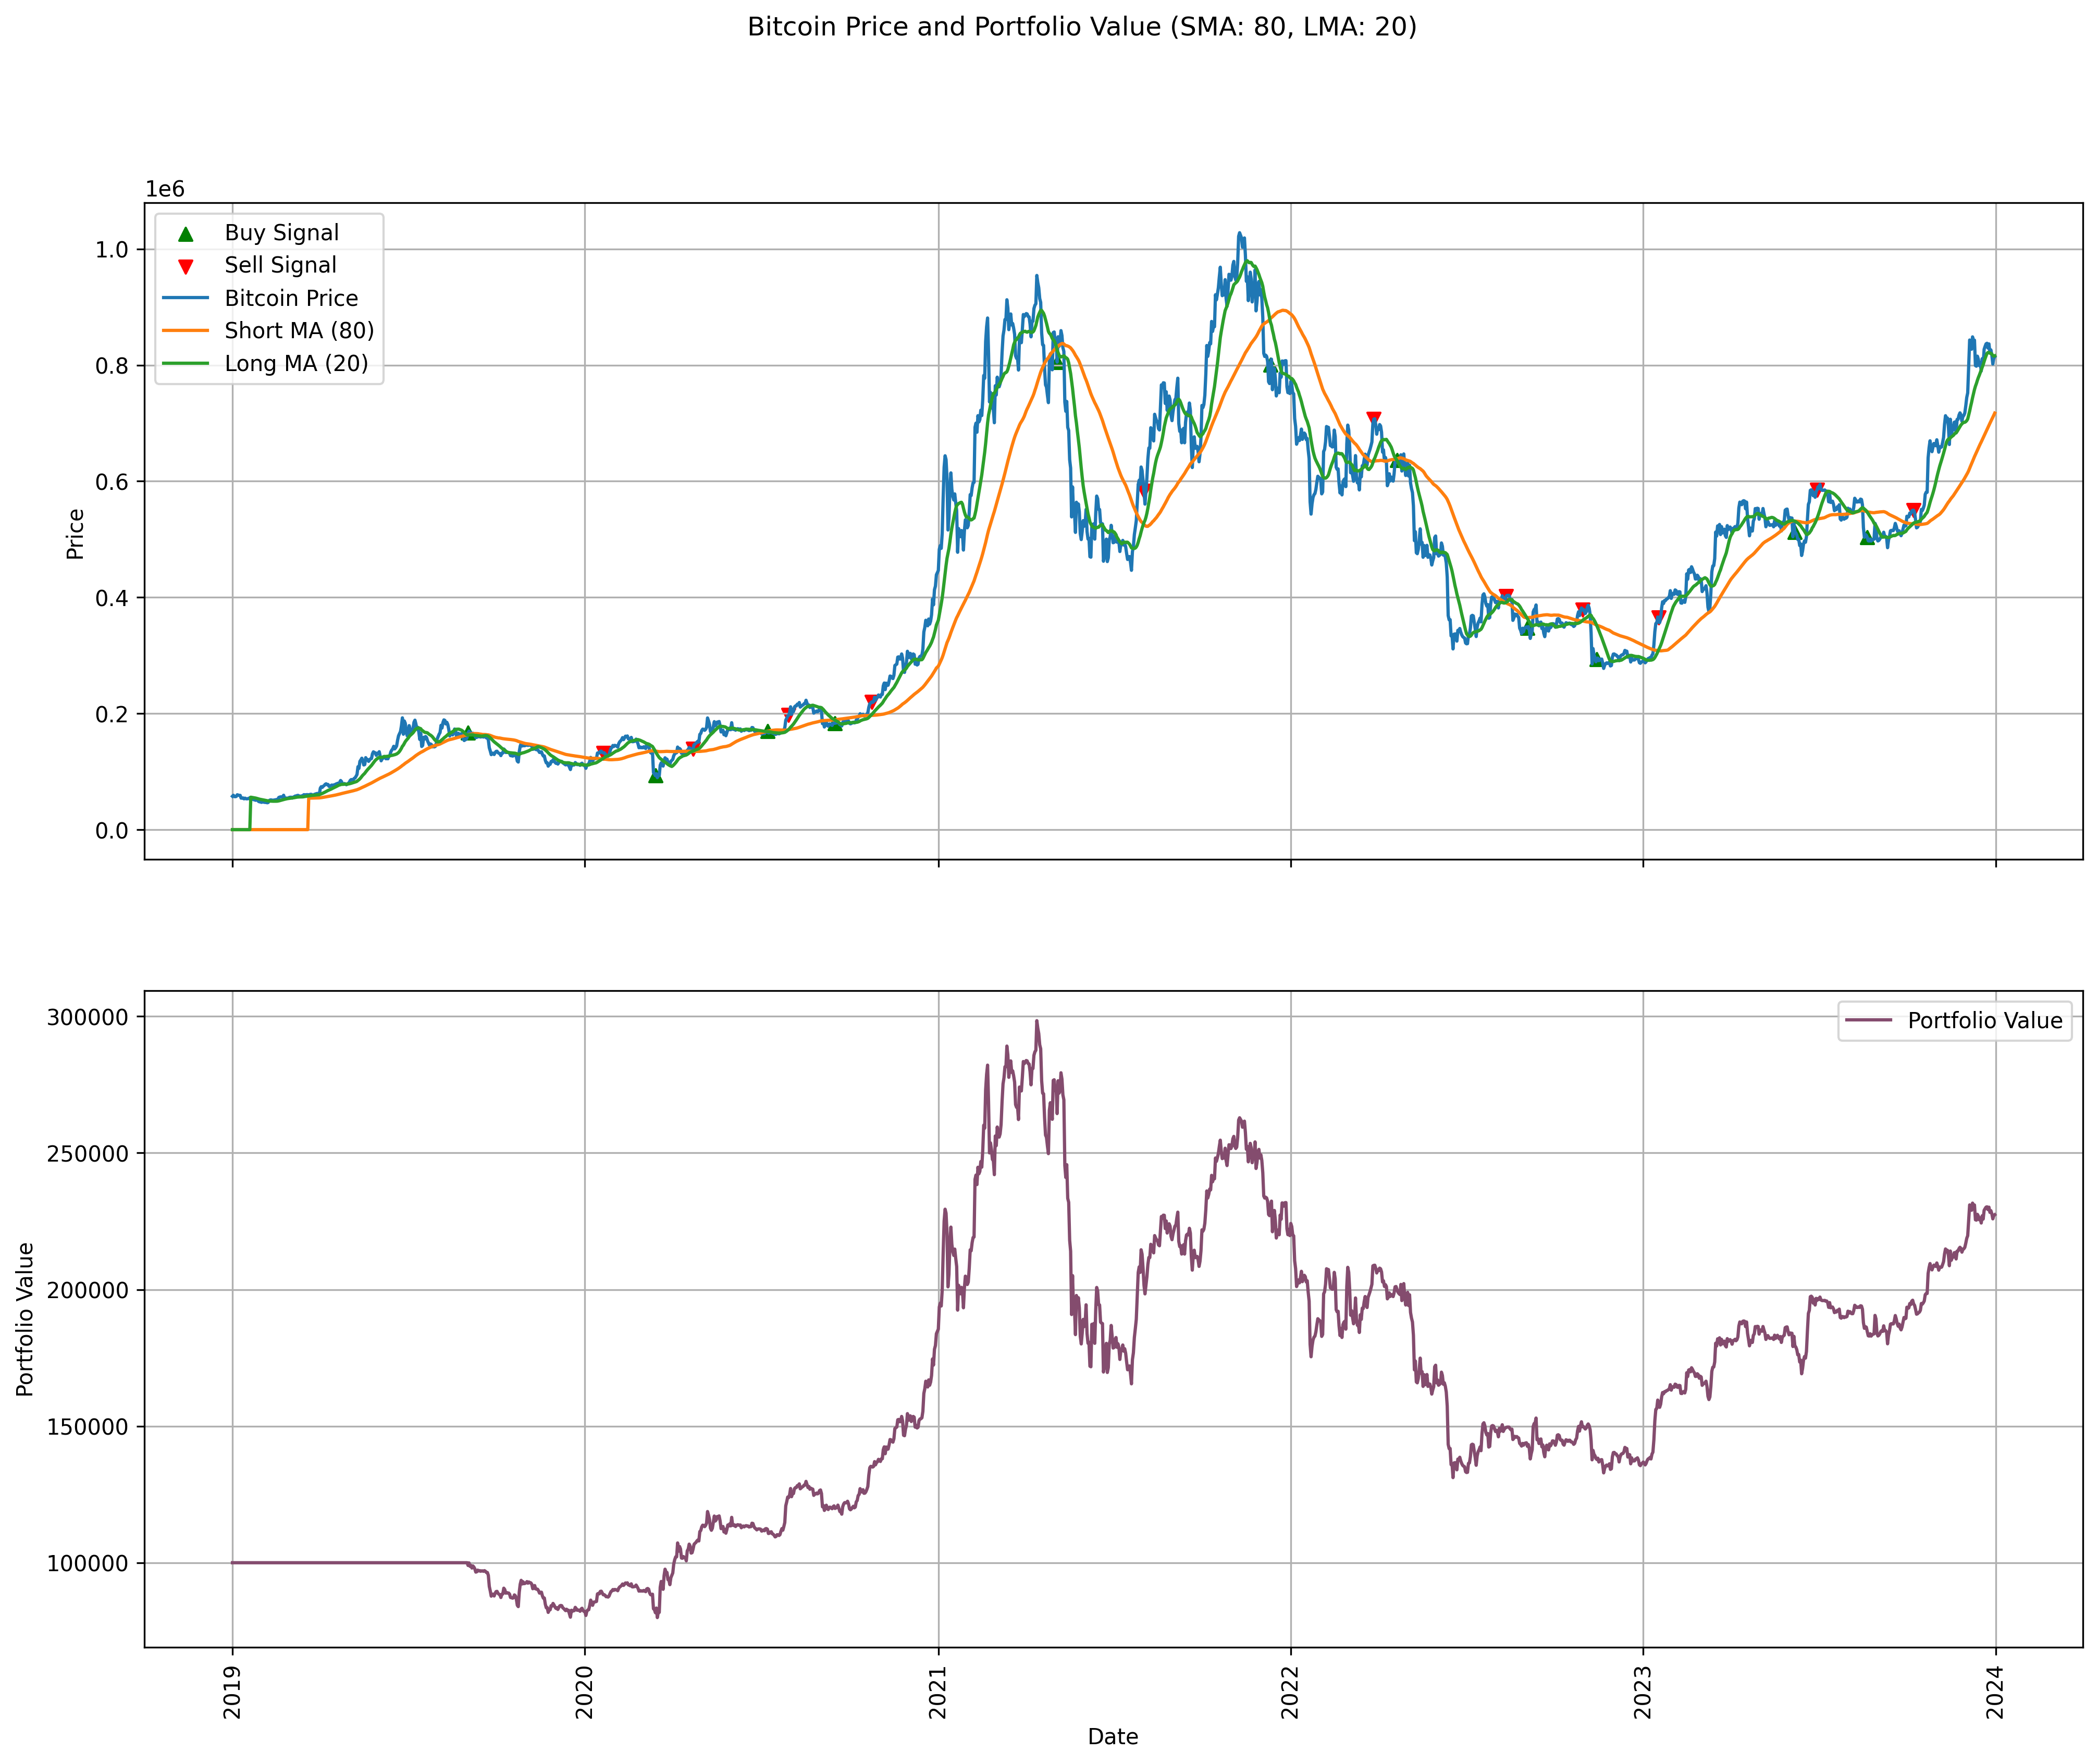 Bitcoin Price and Portfolio Value (SMA: 80, LMA: 20)
1e6
Buy Signal
Sell Signal
Bitcoin Price
Short MA (80)
Long MA (20)
1.0
0.8
0.6
0.4
0.2
0.0
Price
Portfolio Value
300000
250000
200000
150000
100000
Portfolio Value
2019
2020
2021
2022
2023
2024
Date